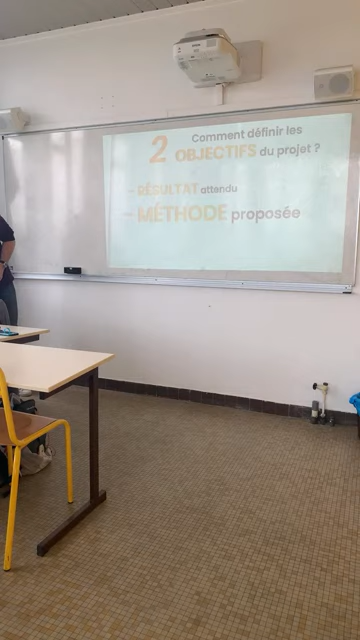 2 Comment définir les
OBJECTIFS du projet ?
- RÉSULTAT attendu
- MÉTHODE proposée